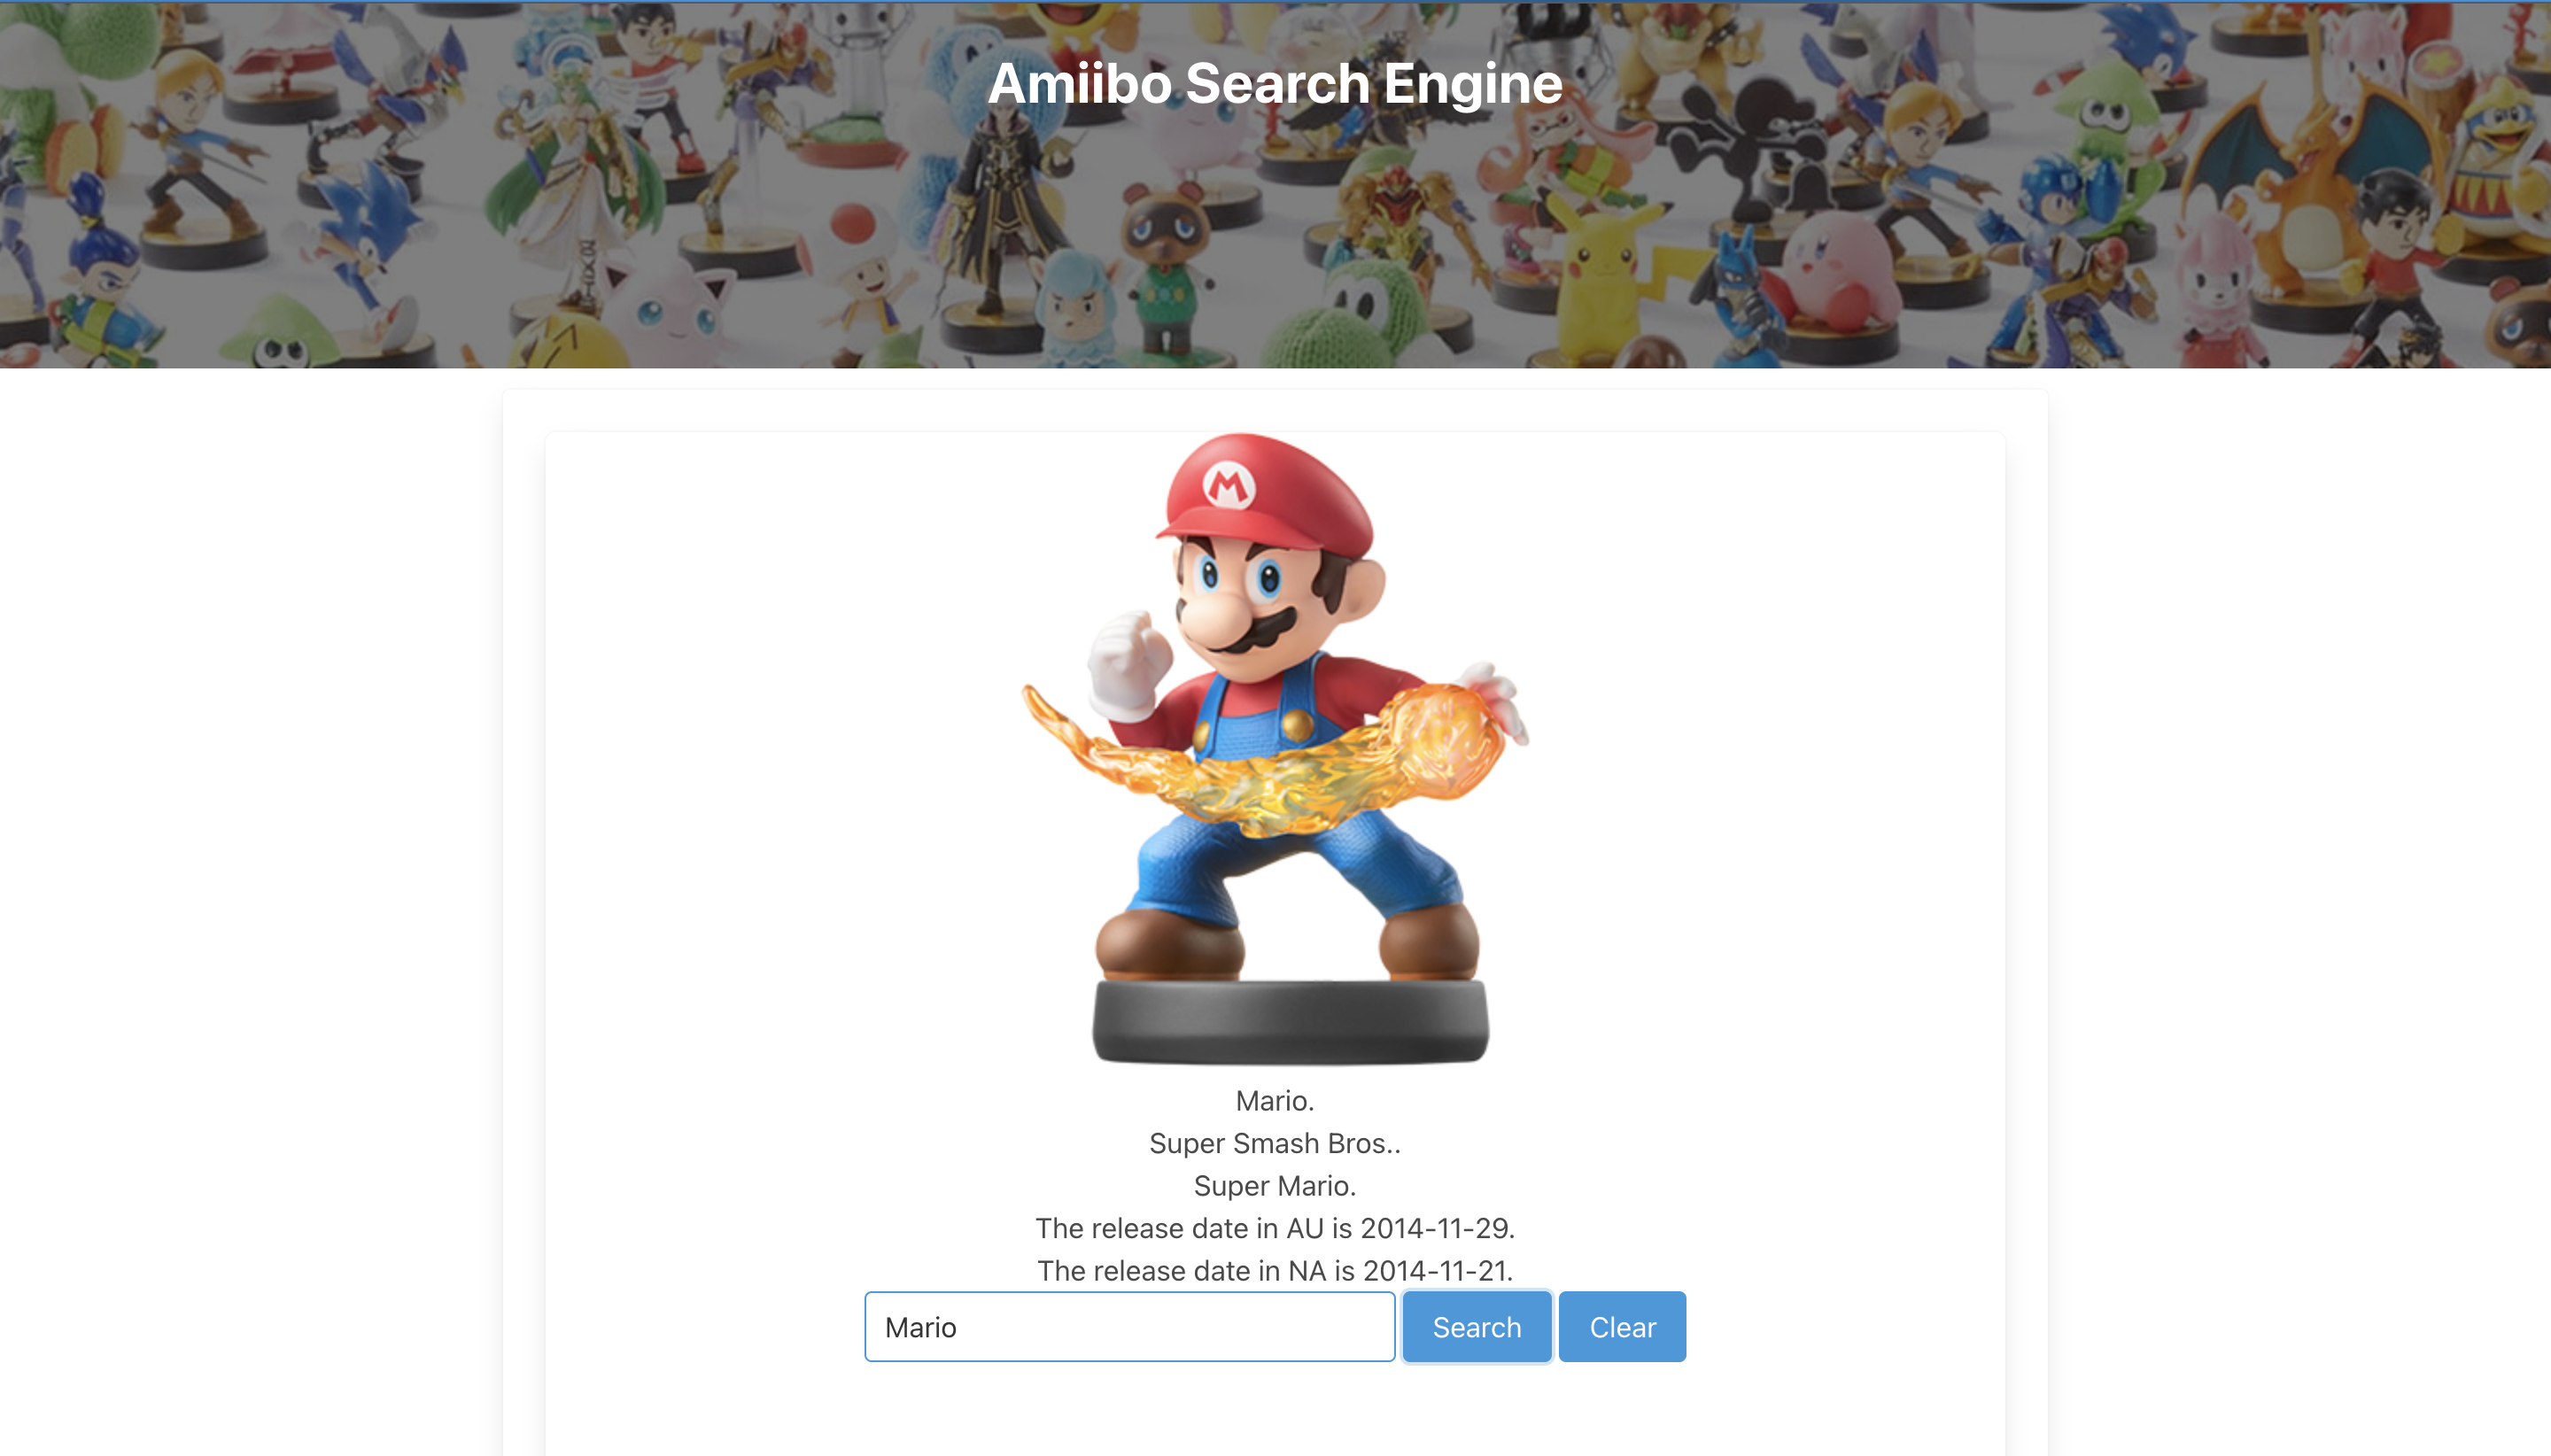 Amiibo Search Engine
M
Mario.
Super Smash Bros..
Super Mario.
The release date in AU is 2014-11-29.
The release date in NA is 2014-11-21.
Mario Search Clear